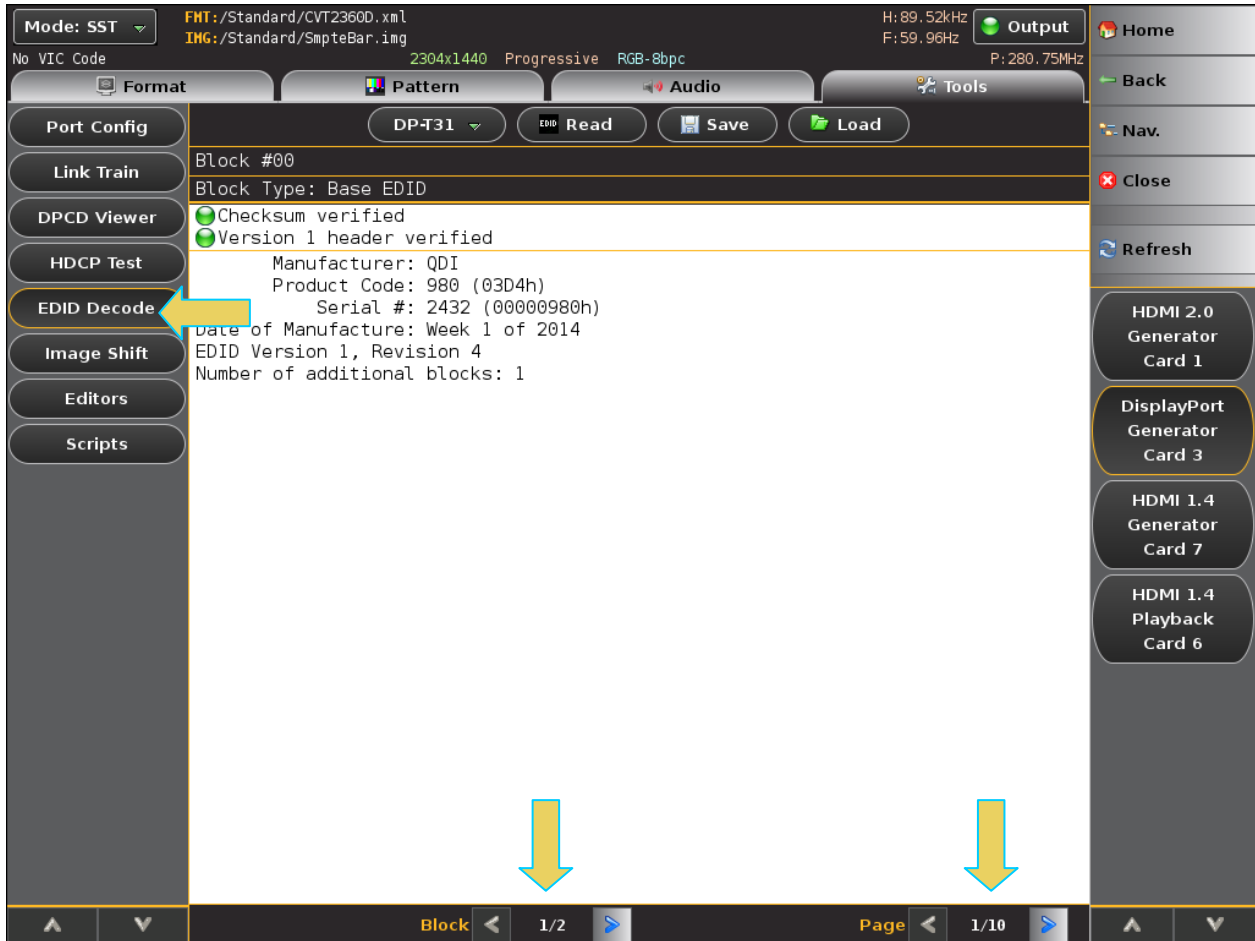 Mode: SST
FMT:/Standard/CVT2360D.xml
IMG:/Standard/SmpteBar.img
H:89.52kHz
F:59.96Hz
Output
No VIC Code
2304x1440 Progressive RGB-8bpc
P:280.75MHz
Format
Pattern
Audio
Tools
Port Config
Link Train
DPCD Viewer
HDCP Test
EDID Decode
Image Shift
Editors
Scripts
DP-T31
EDID Read
Save
Load
Block #00
Block Type: Base EDID
Checksum verified
Version 1 header verified
Manufacturer: QDI
Product Code: 980 (03D4h)
Serial #: 2432 (00000980h)
Date of Manufacture: Week 1 of 2014
EDID Version 1, Revision 4
Number of additional blocks: 1
Block < 1/2 >
Page < 1/10 >
Home
Back
Nav.
Close
Refresh
HDMI 2.0
Generator
Card 1
DisplayPort
Generator
Card 3
HDMI 1.4
Generator
Card 7
HDMI 1.4
Playback
Card 6